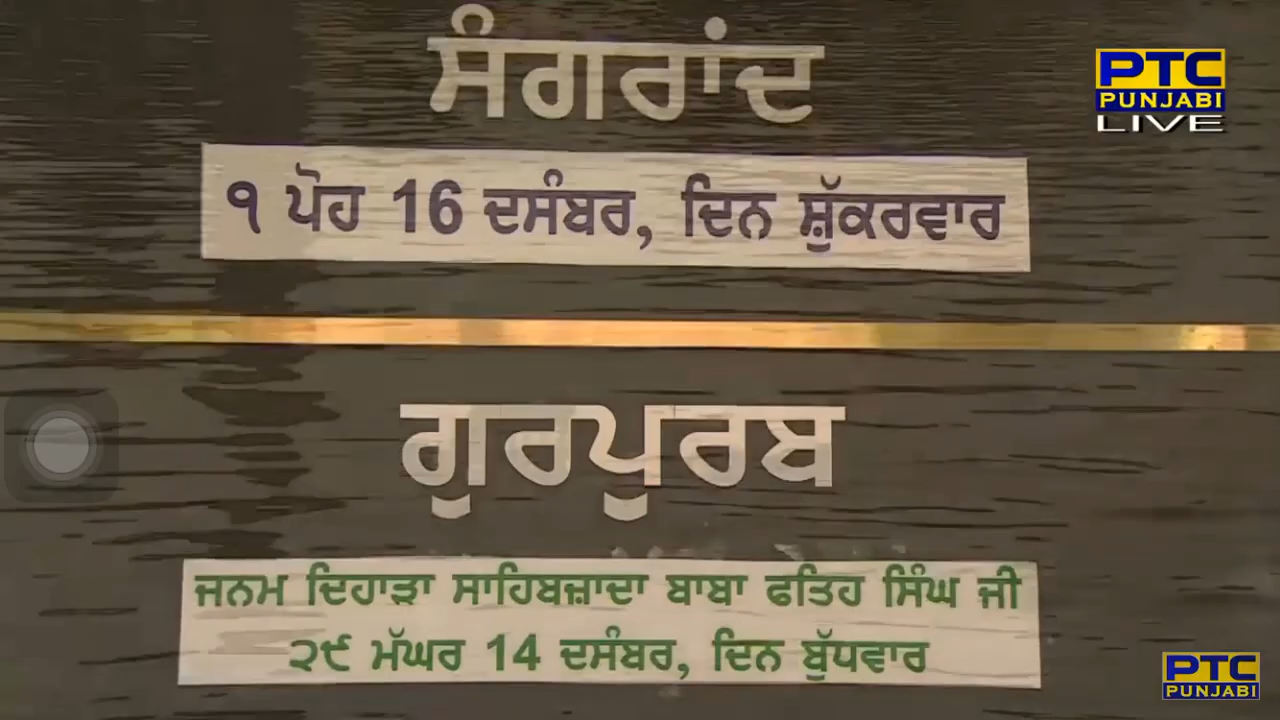 ਸੰਗਰਾਂਦ
PTC
PUNJABI
LIVE
੧ ਪੋਹ 16 ਦਸੰਬਰ, ਦਿਨ ਸ਼ੁੱਕਰਵਾਰ
ਗੁਰਪੁਰਬ
ਜਨਮ ਦਿਹਾੜਾ ਸਾਹਿਬਜ਼ਾਦਾ ਬਾਬਾ ਫਤਿਹ ਸਿੰਘ ਜੀ
੨੯ ਮੱਘਰ 14 ਦਸੰਬਰ, ਦਿਨ ਬੁੱਧਵਾਰ
PTC
PUNJABI